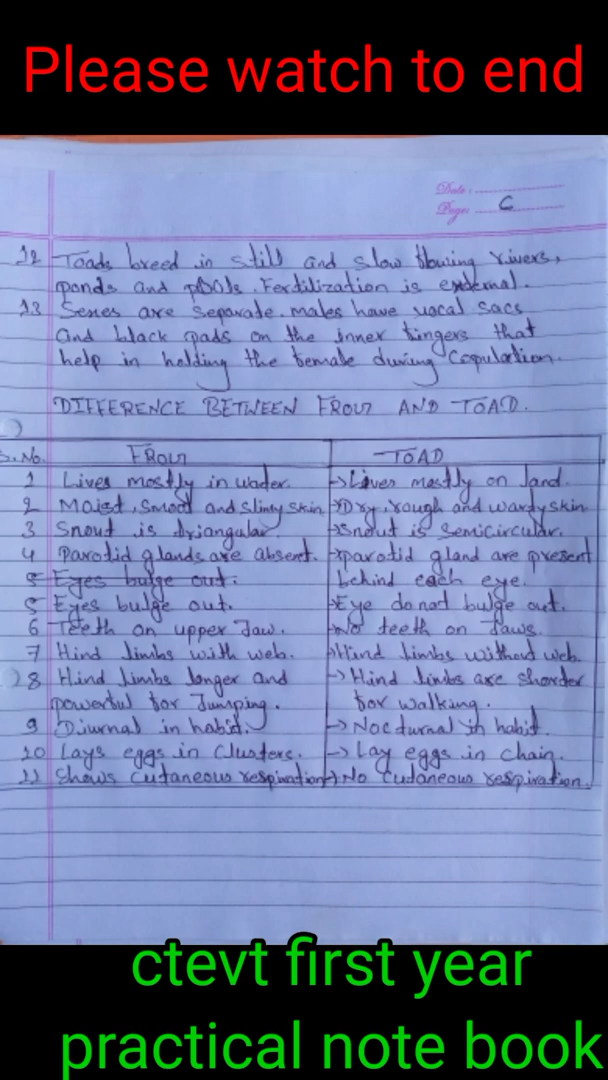 Please watch to end
Date:
Page: 6
12 Toads breed in still and slow flowing rivers,
ponds and pools. Fertilization is external.
13 Sexes are separate. males have vocal sacs
and black pads on the inner fingers that
help in holding the female during Copulation.
DIFFERENCE BETWEEN FROG AND TOAD.
S.No. FROG TOAD
1 Lives mostly in water. →Lives mostly on land.
2 Moist, Smoot and slimy skin →Dry, rough and warty skin
3 Snout is triangular. →Snout is semicircular.
4 Parotid glands are absent. →parotid gland are present
5 Eyes bulge out. behind each eye.
5 Eyes bulge out. →Eye do not bulge out.
6 Teeth on upper Jaw. →No teeth on Jaws.
7 Hind limbs with web. →Hind limbs without web.
8 Hind limbs longer and → Hind limbs are shorter
powerful for Jumping. for walking.
9 Diurnal in habit. → Nocturnal in habit.
10 Lays eggs in Clusters. → Lay eggs in chain.
11 Shows cutaneous respiration → No cutaneous respiration.
ctevt first year
practical note book